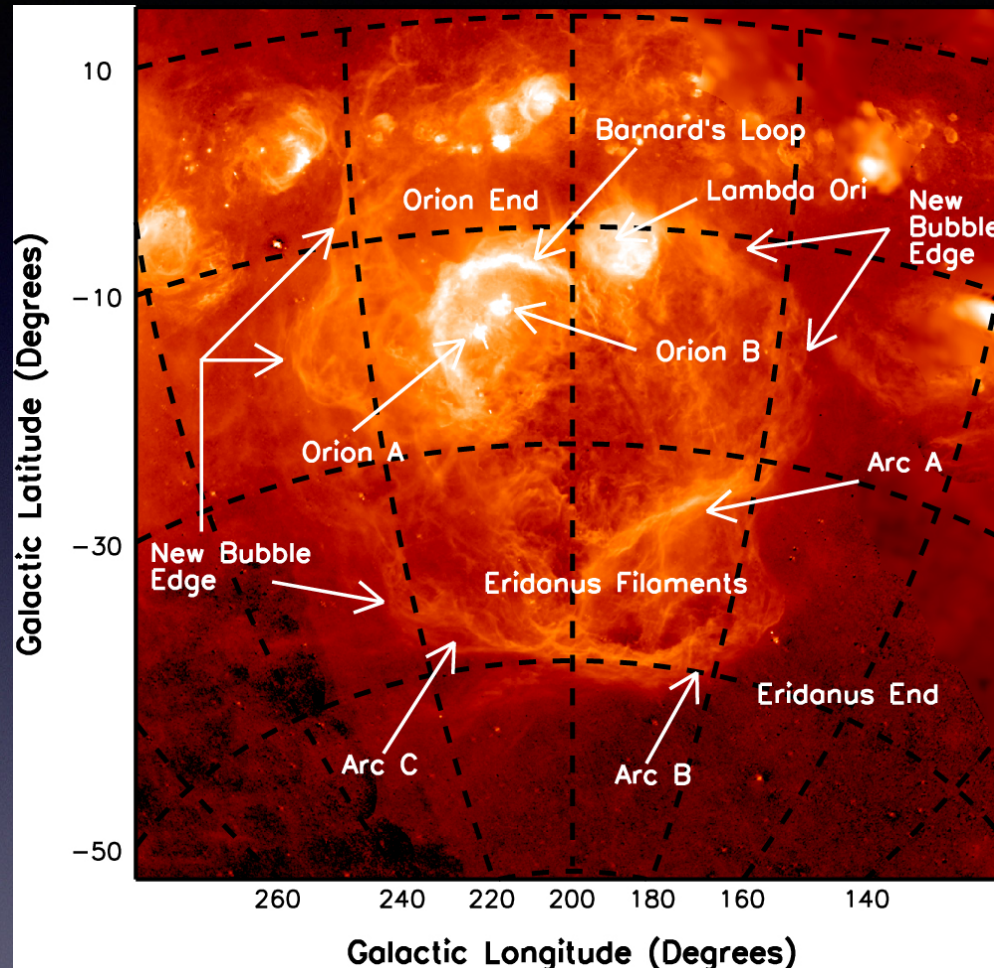 10
Barnard's Loop
Orion End
Lambda Ori
New
Bubble
Edge
-10
Orion B
Orion A
Arc A
-30
New Bubble
Edge
Eridanus Filaments
Eridanus End
Arc C
Arc B
-50
260 240 220 200 180 160 140
Galactic Longitude (Degrees)
Galactic Latitude (Degrees)